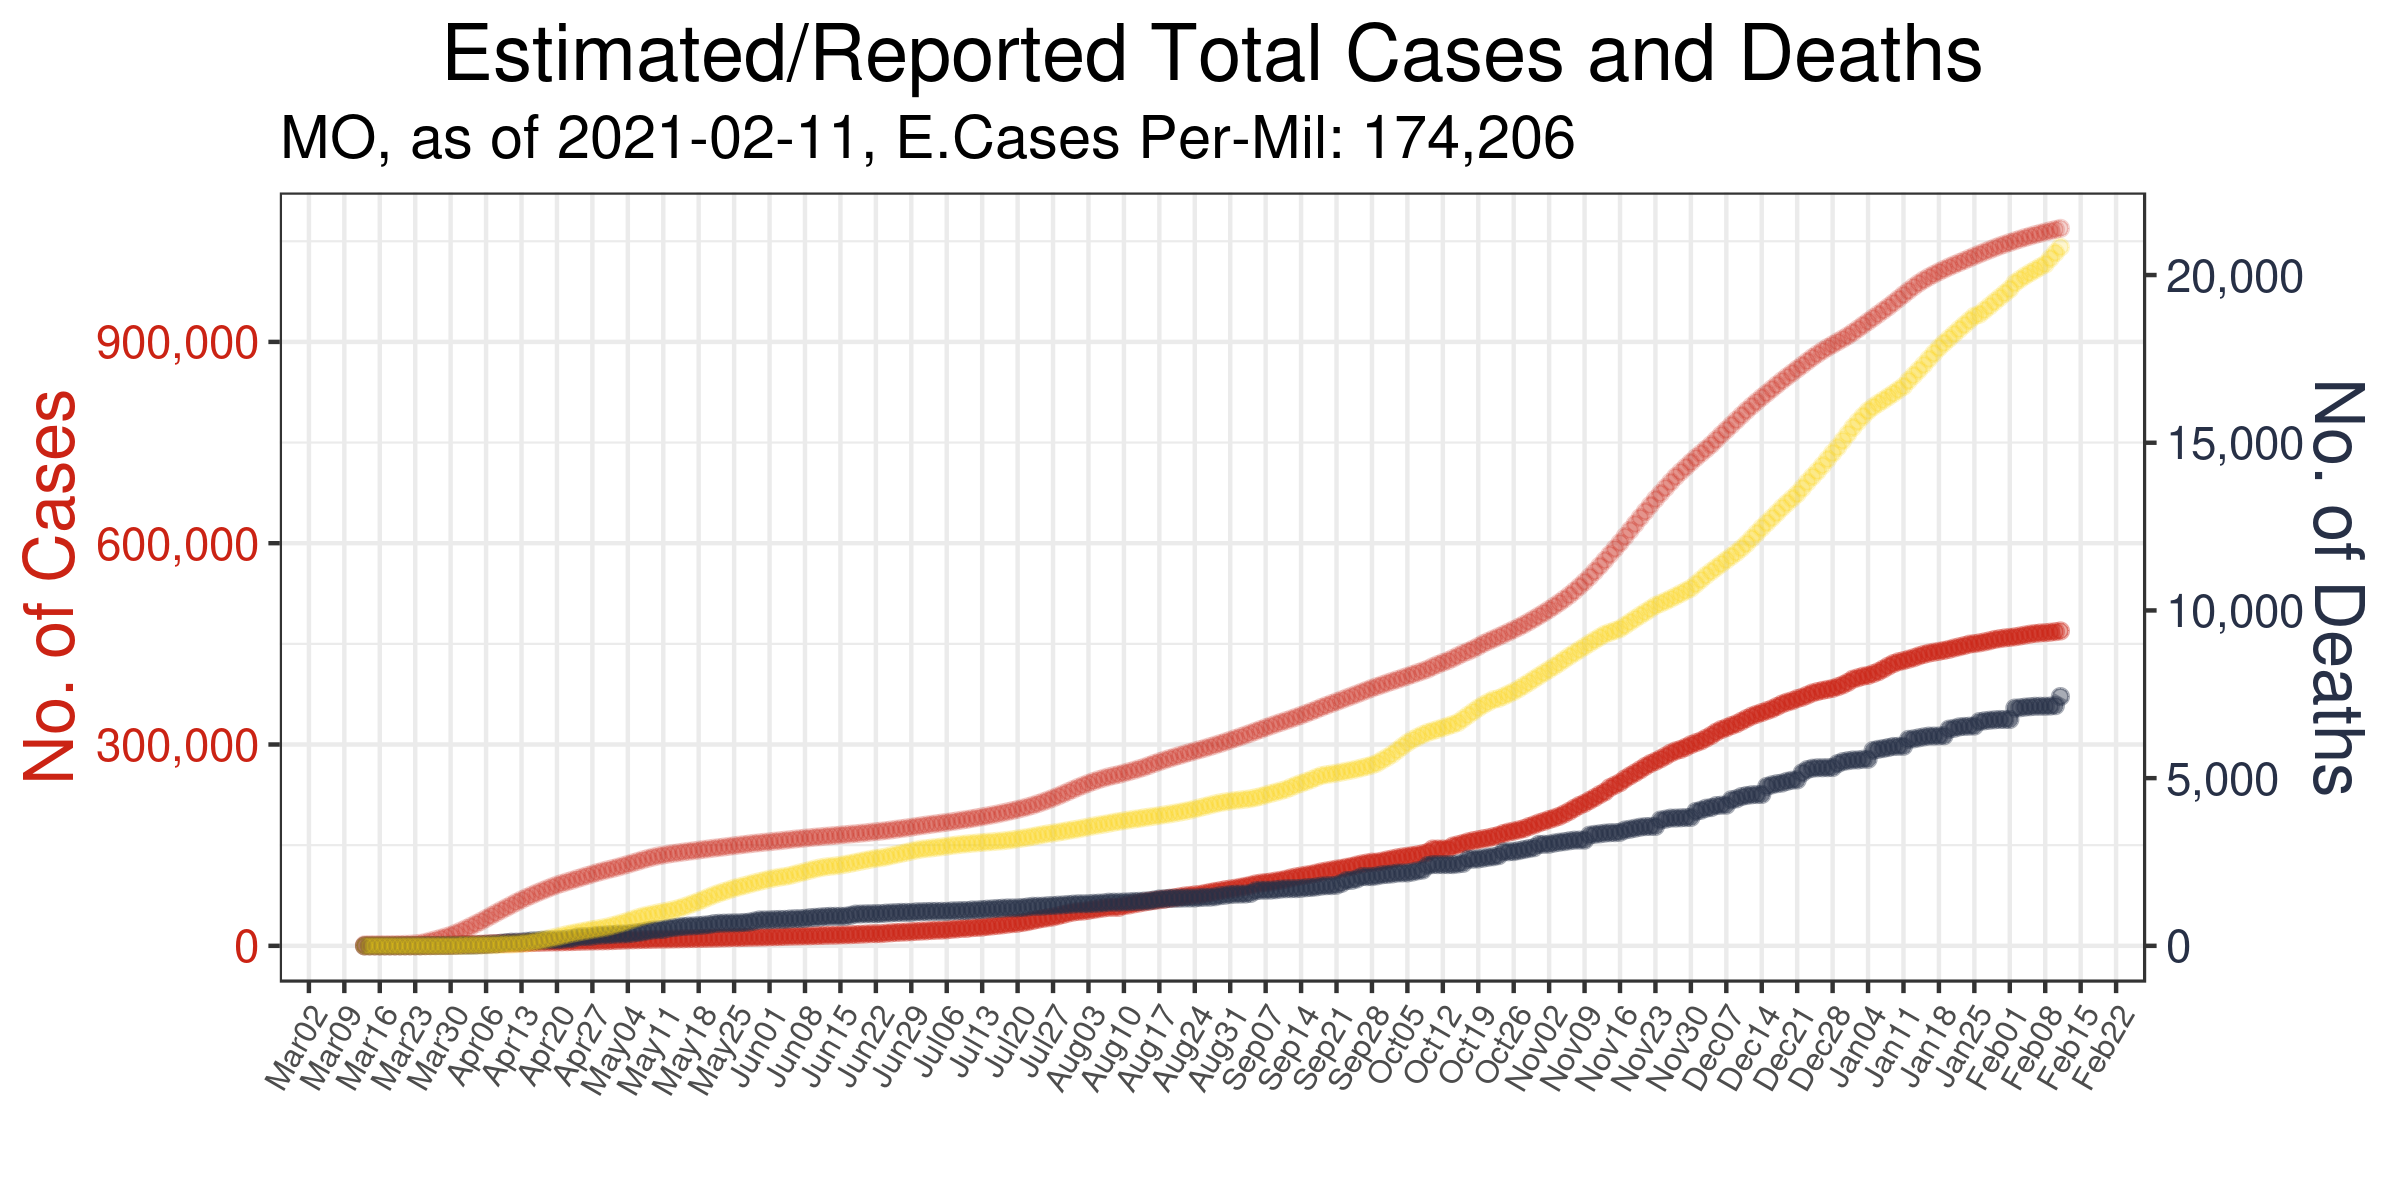 Estimated/Reported Total Cases and Deaths
MO, as of 2021-02-11, E.Cases Per-Mil: 174,206
No. of Cases
900,000
600,000
300,000
0
20,000
15,000
10,000
5,000
0
No. of Deaths
Mar02
Mar09
Mar16
Mar23
Mar30
Apr06
Apr13
Apr20
Apr27
May04
May11
May18
May25
Jun01
Jun08
Jun15
Jun22
Jun29
Jul06
Jul13
Jul20
Jul27
Aug03
Aug10
Aug17
Aug24
Aug31
Sep07
Sep14
Sep21
Sep28
Oct05
Oct12
Oct19
Oct26
Nov02
Nov09
Nov16
Nov23
Nov30
Dec07
Dec14
Dec21
Dec28
Jan04
Jan11
Jan18
Jan25
Feb01
Feb08
Feb15
Feb22